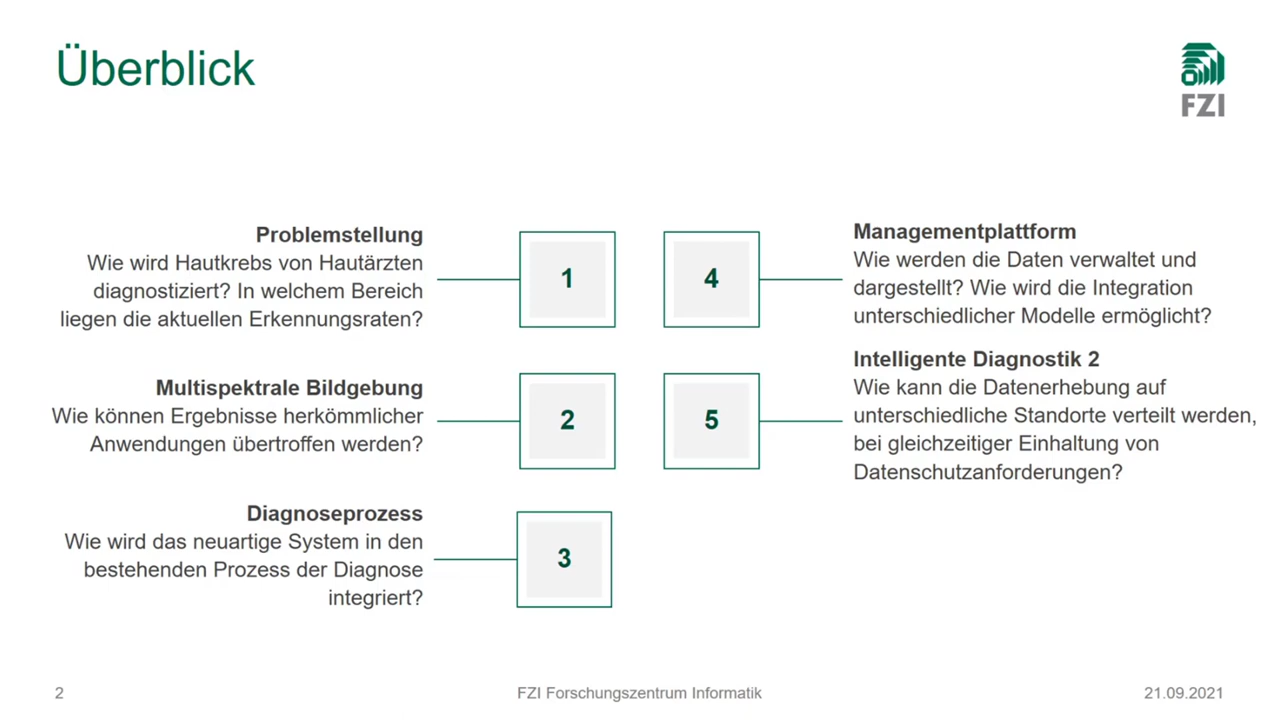 Überblick
FZI
Problemstellung
Wie wird Hautkrebs von Hautärzten
diagnostiziert? In welchem Bereich
liegen die aktuellen Erkennungsraten?
1
Multispektrale Bildgebung
Wie können Ergebnisse herkömmlicher
Anwendungen übertroffen werden?
2
Diagnoseprozess
Wie wird das neuartige System in den
bestehenden Prozess der Diagnose
integriert?
3
4
Managementplattform
Wie werden die Daten verwaltet und
dargestellt? Wie wird die Integration
unterschiedlicher Modelle ermöglicht?
5
Intelligente Diagnostik 2
Wie kann die Datenerhebung auf
unterschiedliche Standorte verteilt werden,
bei gleichzeitiger Einhaltung von
Datenschutzanforderungen?
2
FZI Forschungszentrum Informatik
21.09.2021